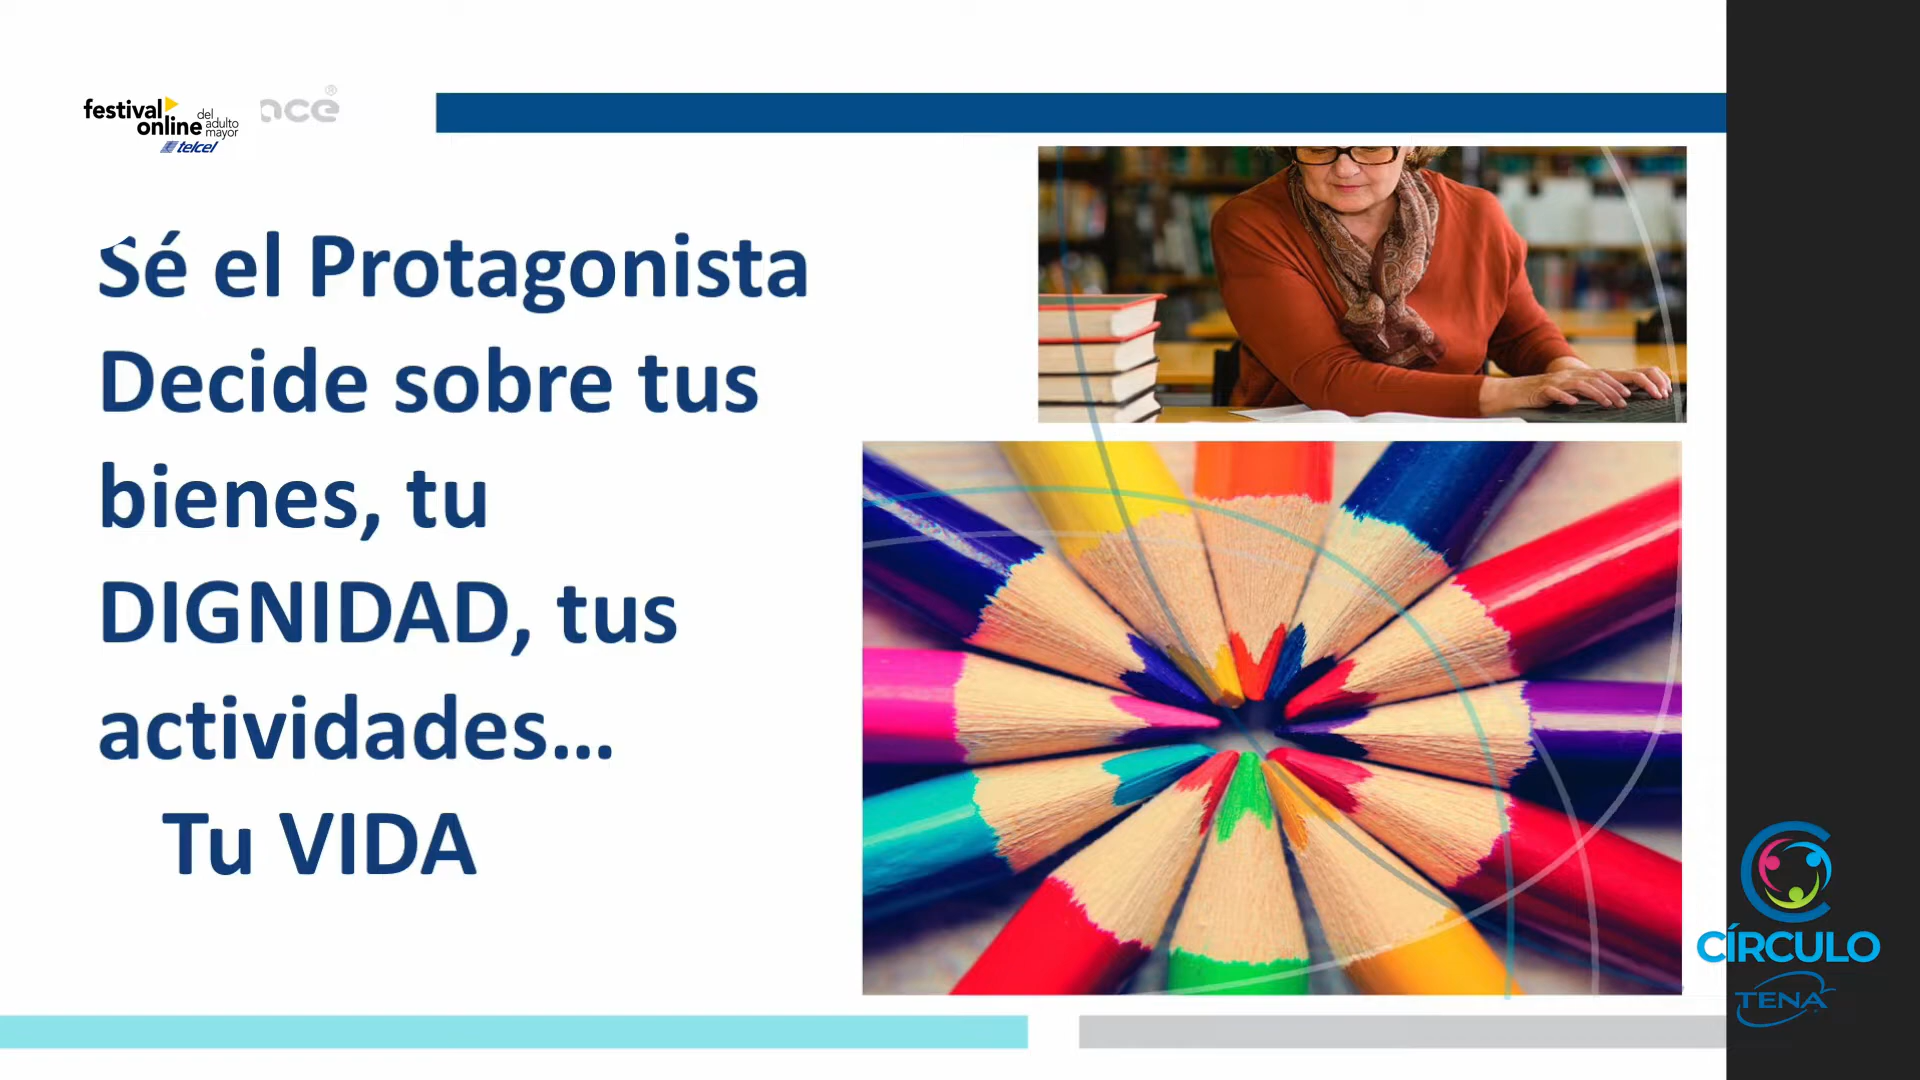 festival
online
del
adulto
mayor
telcel
Sé el Protagonista
Decide sobre tus
bienes, tu
DIGNIDAD, tus
actividades...
Tu VIDA
CÍRCULO
TENA